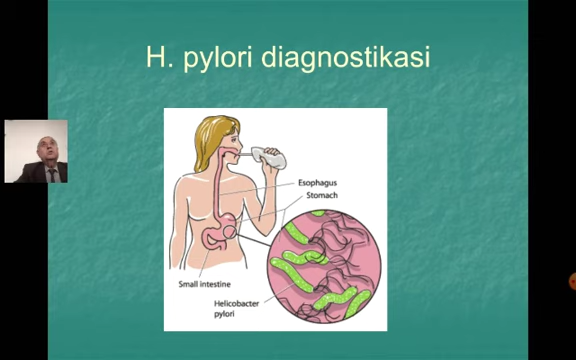 H. pylori diagnostikasi
Esophagus
Stomach
Small intestine
Helicobacter
pylori